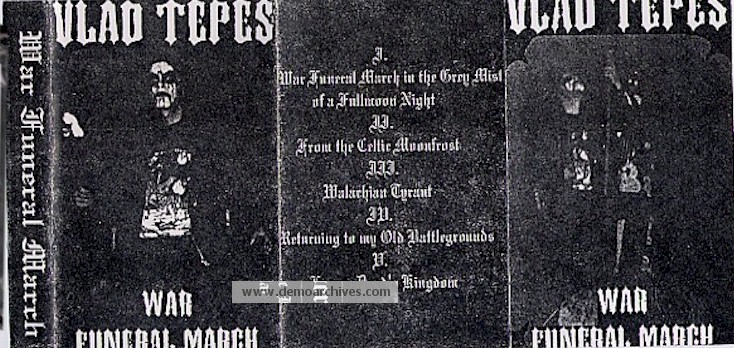 War Funeral March
VLAD TEPES
WAR
FUNERAL MARCH
I.
War Funeral March in the Grey Mist
of a Fullmoon Night
II.
From the Celtic Moonfrost
III.
Walachian Tyrant
IV.
Returning to my Old Battlegrounds
V.
Kingdom
www.demoarchives.com
VLAD TEPES
WAR
FUNERAL MARCH